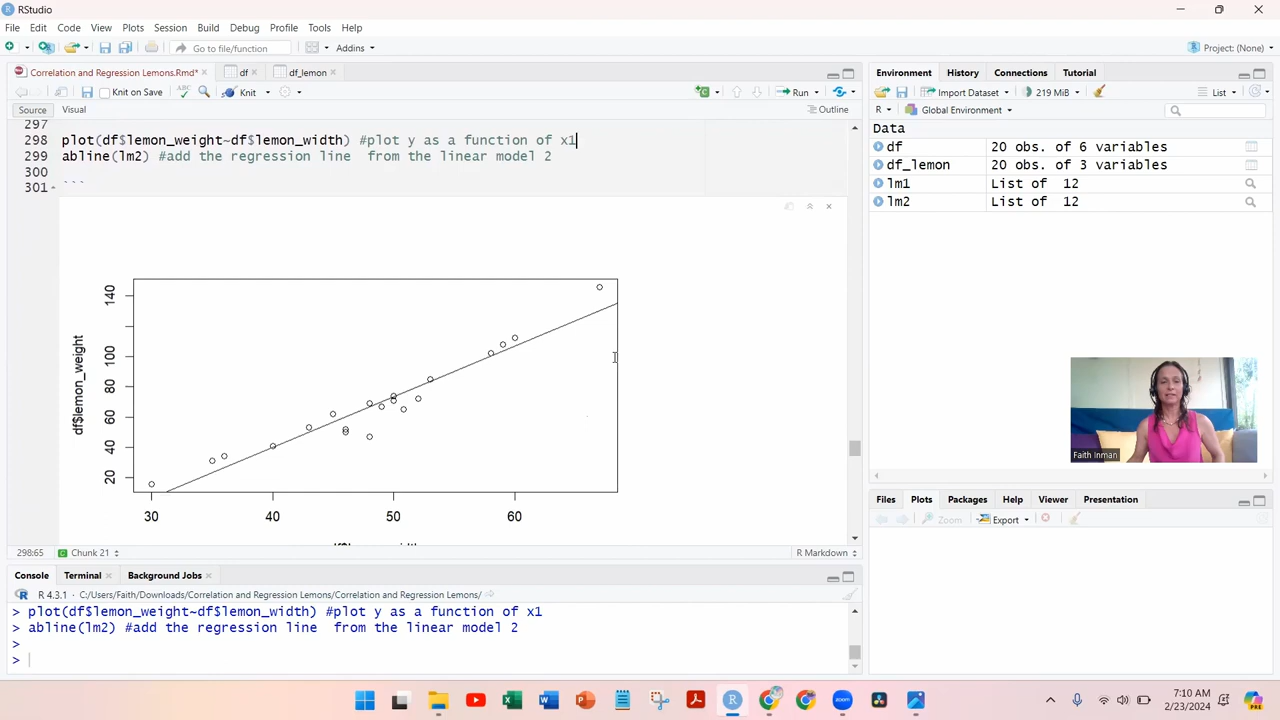 RStudio
File Edit Code View Plots Session Build Debug Profile Tools Help
Go to file/function Addins Project: (None)
Correlation and Regression Lemons.Rmd* df df_lemon
Knit on Save Knit Run
Source Visual Outline
297
298 plot(df$lemon_weight~df$lemon_width) #plot y as a function of x1
299 abline(lm2) #add the regression line  from the linear model 2
300
301 ```
140
100
80
60
40
20
df$lemon_weight
30 40 50 60
298:65 Chunk 21 R Markdown
Console Terminal Background Jobs
R 4.3.1 · C:/Users/Faith/Downloads/Correlation and Regression Lemons/Correlation and Regression Lemons/
> plot(df$lemon_weight~df$lemon_width) #plot y as a function of x1
> abline(lm2) #add the regression line  from the linear model 2
>
>
Environment History Connections Tutorial
Import Dataset 219 MiB List
R Global Environment
Data
df 20 obs. of 6 variables
df_lemon 20 obs. of 3 variables
lm1 List of  12
lm2 List of  12
Faith Inman
Files Plots Packages Help Viewer Presentation
Zoom Export
7:10 AM
2/23/2024